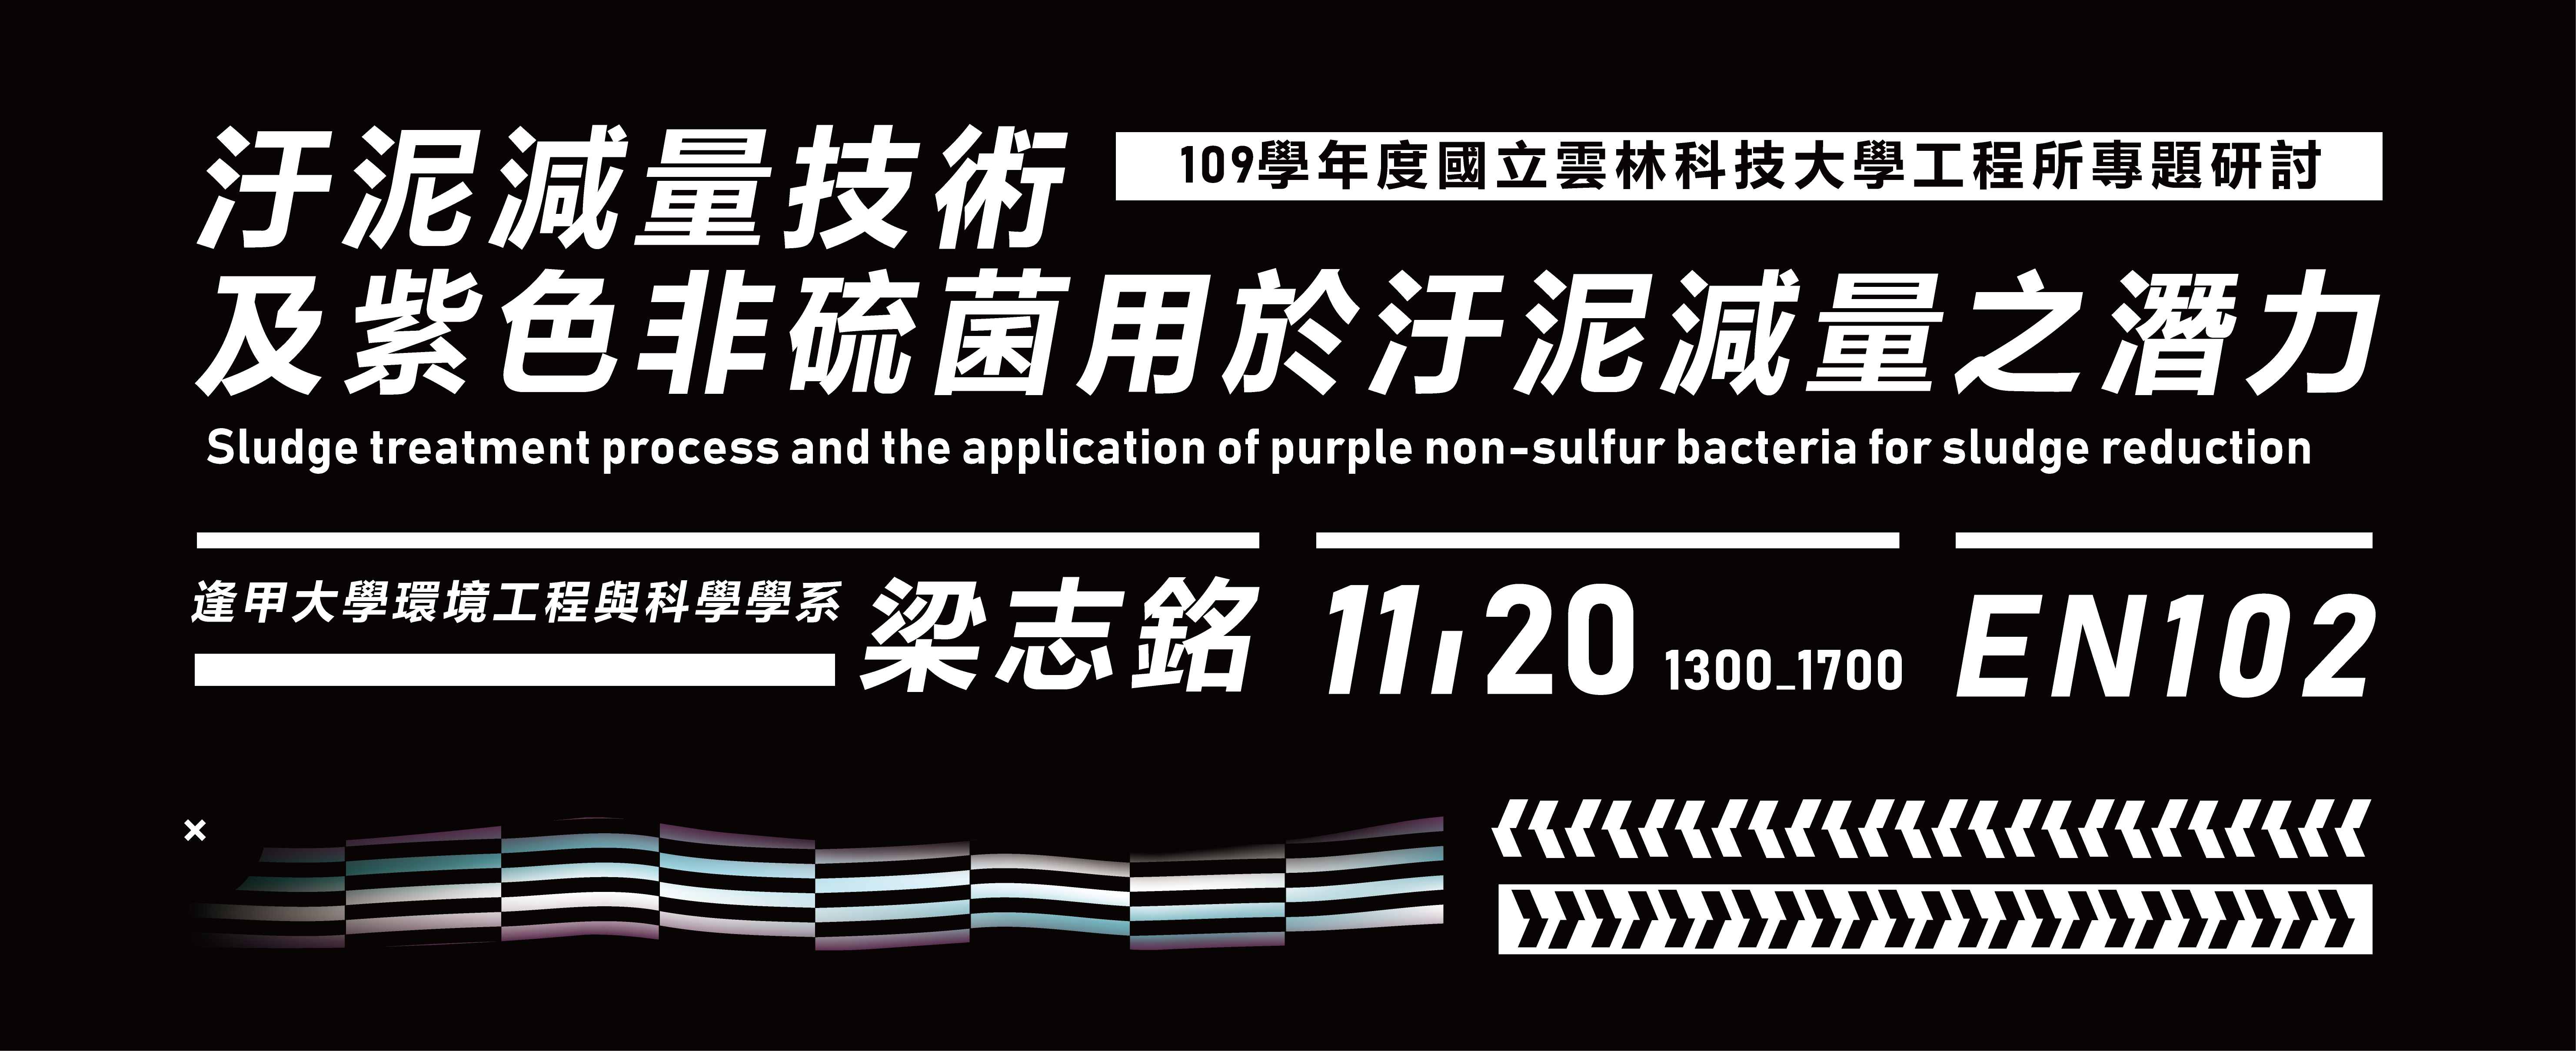 汙泥減量技術
109學年度國立雲林科技大學工程所專題研討
及紫色非硫菌用於汙泥減量之潛力
Sludge treatment process and the application of purple non-sulfur bacteria for sludge reduction
逢甲大學環境工程與科學學系 梁志銘
11/20 1300_1700
EN102